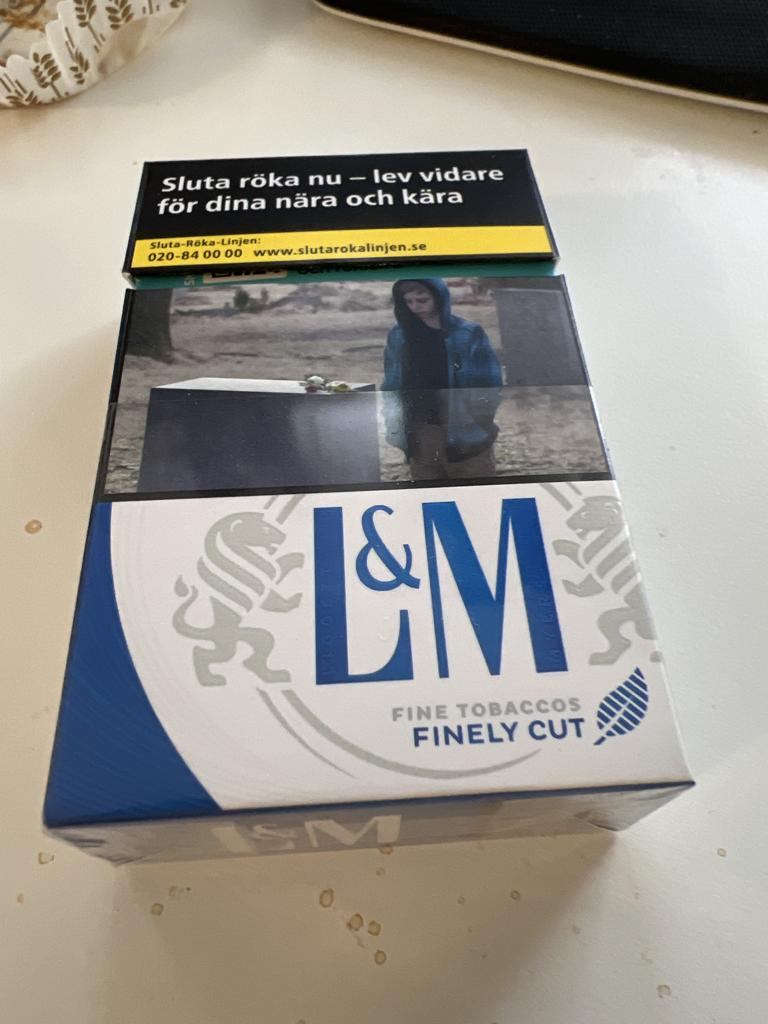 Sluta röka nu – lev vidare
för dina nära och kära
Sluta-Röka-Linjen:
020-84 00 00 www.slutarokalinjen.se
L&M
FINE TOBACCOS
FINELY CUT
L&M